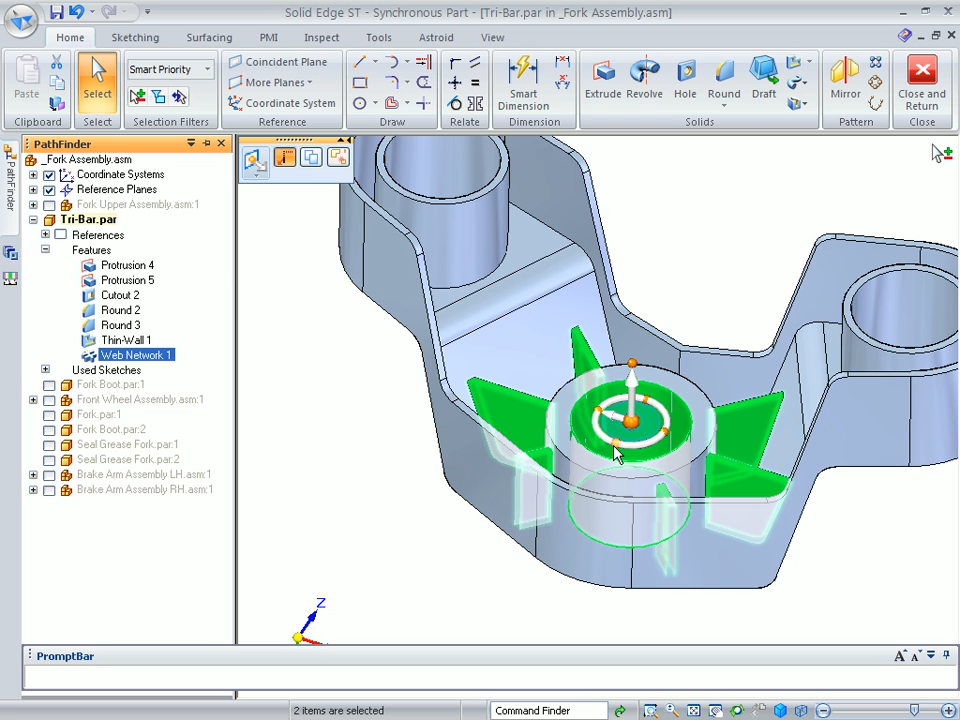 Solid Edge ST - Synchronous Part - [Tri-Bar.par in _Fork Assembly.asm]
Home Sketching Surfacing PMI Inspect Tools Astroid View
Paste
Clipboard
Select
Select
Smart Priority
Selection Filters
Coincident Plane
More Planes
Coordinate System
Reference
Draw
Relate
Smart Dimension
Dimension
Extrude
Revolve
Hole
Round
Draft
Solids
Mirror
Pattern
Close and Return
Close
PathFinder
PathFinder
_Fork Assembly.asm
Coordinate Systems
Reference Planes
Fork Upper Assembly.asm:1
Tri-Bar.par
References
Features
Protrusion 4
Protrusion 5
Cutout 2
Round 2
Round 3
Thin-Wall 1
Web Network 1
Used Sketches
Fork Boot.par:1
Front Wheel Assembly.asm:1
Fork.par:1
Fork Boot.par:2
Seal Grease Fork.par:1
Seal Grease Fork.par:2
Brake Arm Assembly LH.asm:1
Brake Arm Assembly RH.asm:1
Z
PromptBar
A A
2 items are selected
Command Finder